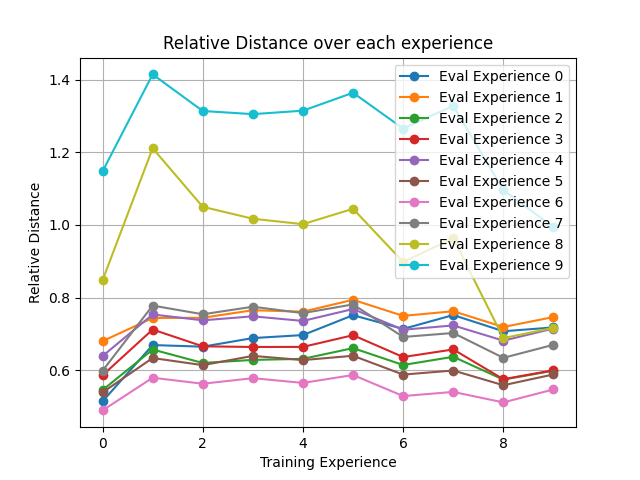 Relative Distance over each experience
Eval Experience 0
Eval Experience 1
Eval Experience 2
Eval Experience 3
Eval Experience 4
Eval Experience 5
Eval Experience 6
Eval Experience 7
Eval Experience 8
Eval Experience 9
1.4
1.2
1.0
0.8
0.6
Relative Distance
0 2 4 6 8
Training Experience